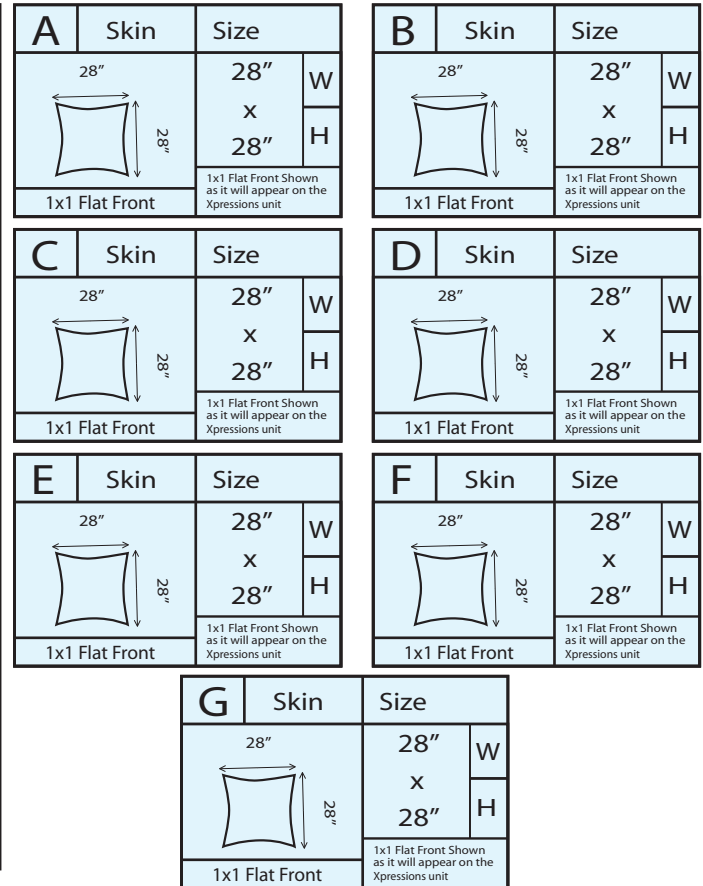 A Skin Size
28” 28” W
x
28” 28” H
1x1 Flat Front Shown
as it will appear on the
Xpressions unit
1x1 Flat Front
B Skin Size
28” 28” W
x
28” 28” H
1x1 Flat Front Shown
as it will appear on the
Xpressions unit
1x1 Flat Front
C Skin Size
28” 28” W
x
28” 28” H
1x1 Flat Front Shown
as it will appear on the
Xpressions unit
1x1 Flat Front
D Skin Size
28” 28” W
x
28” 28” H
1x1 Flat Front Shown
as it will appear on the
Xpressions unit
1x1 Flat Front
E Skin Size
28” 28” W
x
28” 28” H
1x1 Flat Front Shown
as it will appear on the
Xpressions unit
1x1 Flat Front
F Skin Size
28” 28” W
x
28” 28” H
1x1 Flat Front Shown
as it will appear on the
Xpressions unit
1x1 Flat Front
G Skin Size
28” 28” W
x
28” 28” H
1x1 Flat Front Shown
as it will appear on the
Xpressions unit
1x1 Flat Front